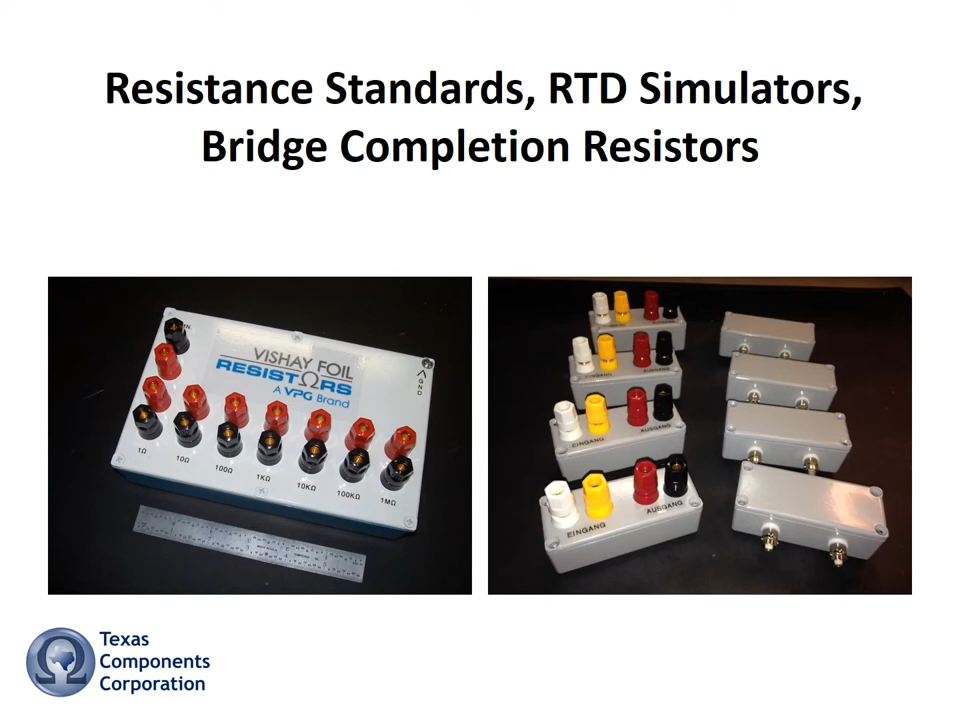 Resistance Standards, RTD Simulators,
Bridge Completion Resistors
VISHAY FOIL
RESISTΩRS
A VPG Brand
GND
1Ω
10Ω
100Ω
1KΩ
10KΩ
100KΩ
1MΩ
EINGANG
AUSGANG
EINGANG
AUSGANG
Texas
Components
Corporation